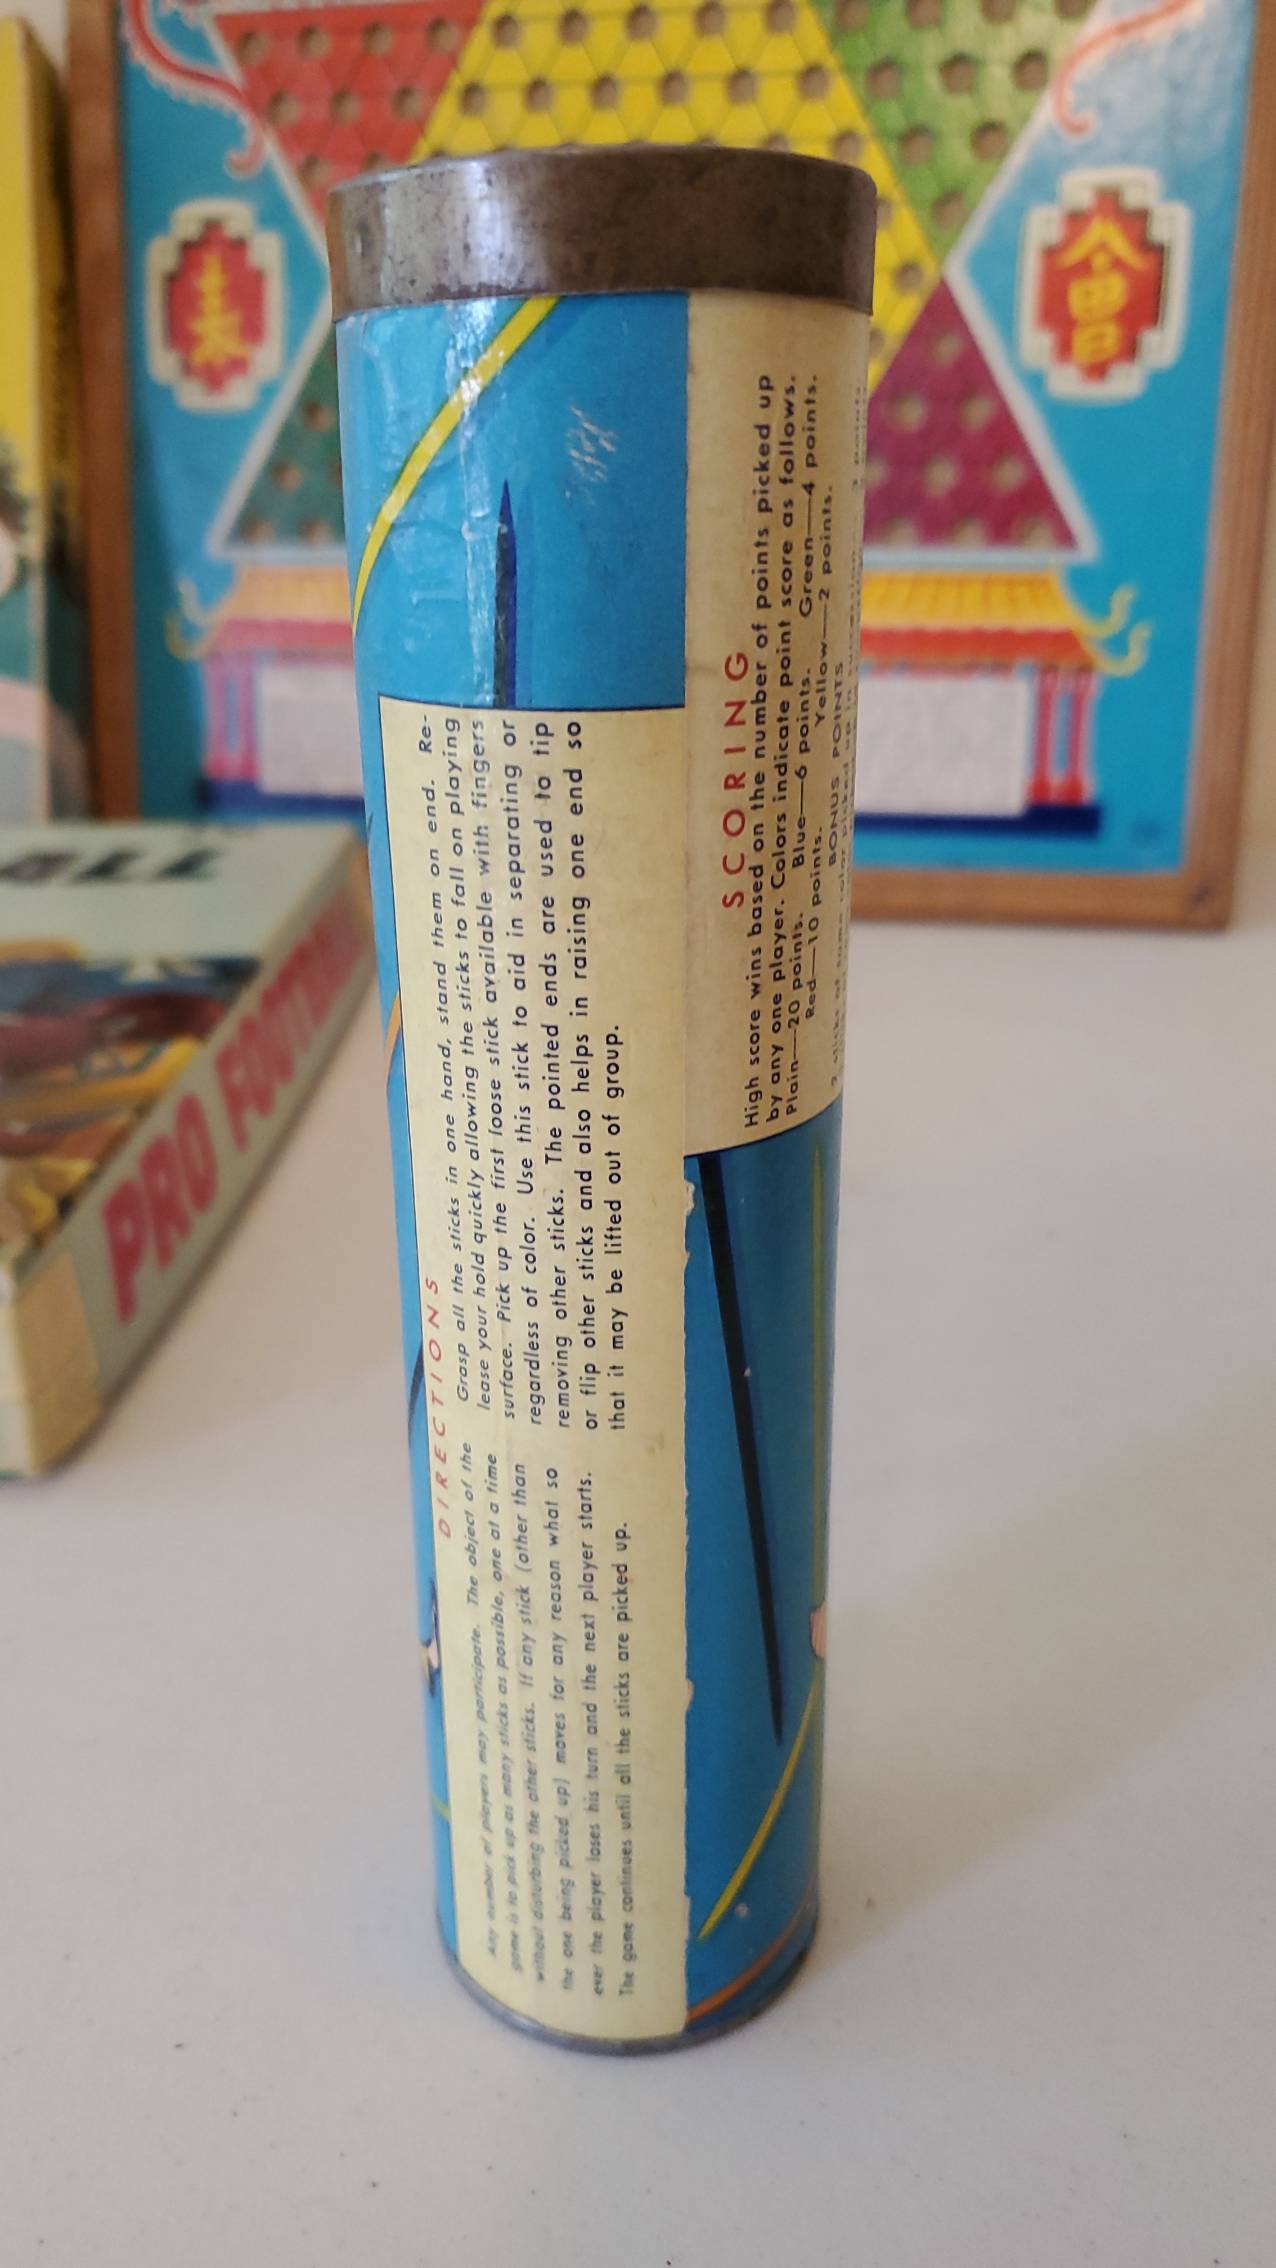 DIRECTIONS
Any number of players may participate. The object of the
game is to pick up as many sticks as possible, one at a time
without disturbing the other sticks. If any stick (other than
the one being picked up) moves for any reason what so
ever the player loses his turn and the next player starts.
The game continues until all the sticks are picked up.
Grasp all the sticks in one hand, stand them on end. Re-
lease your hold quickly allowing the sticks to fall on playing
surface. Pick up the first loose stick available with fingers
regardless of color. Use this stick to aid in separating or
removing other sticks. The pointed ends are used to tip
or flip other sticks and also helps in raising one end so
that it may be lifted out of group.
SCORING
High score wins based on the number of points picked up
by any one player. Colors indicate point score as follows.
Plain—20 points. Blue—6 points. Green—4 points.
Red—10 points. Yellow—2 points.
BONUS POINTS
sticks of same color picked up in succession
PRO FOOTBALL